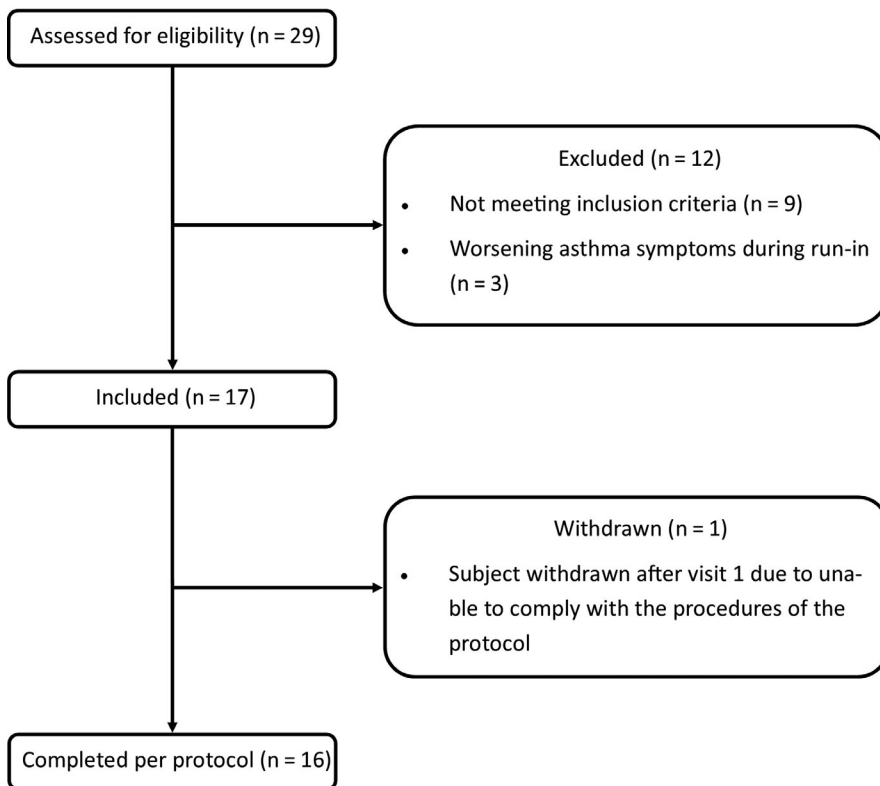 Assessed for eligibility (n = 29)
Excluded (n = 12)
• Not meeting inclusion criteria (n = 9)
• Worsening asthma symptoms during run-in
(n = 3)
Included (n = 17)
Withdrawn (n = 1)
• Subject withdrawn after visit 1 due to una-
ble to comply with the procedures of the
protocol
Completed per protocol (n = 16)